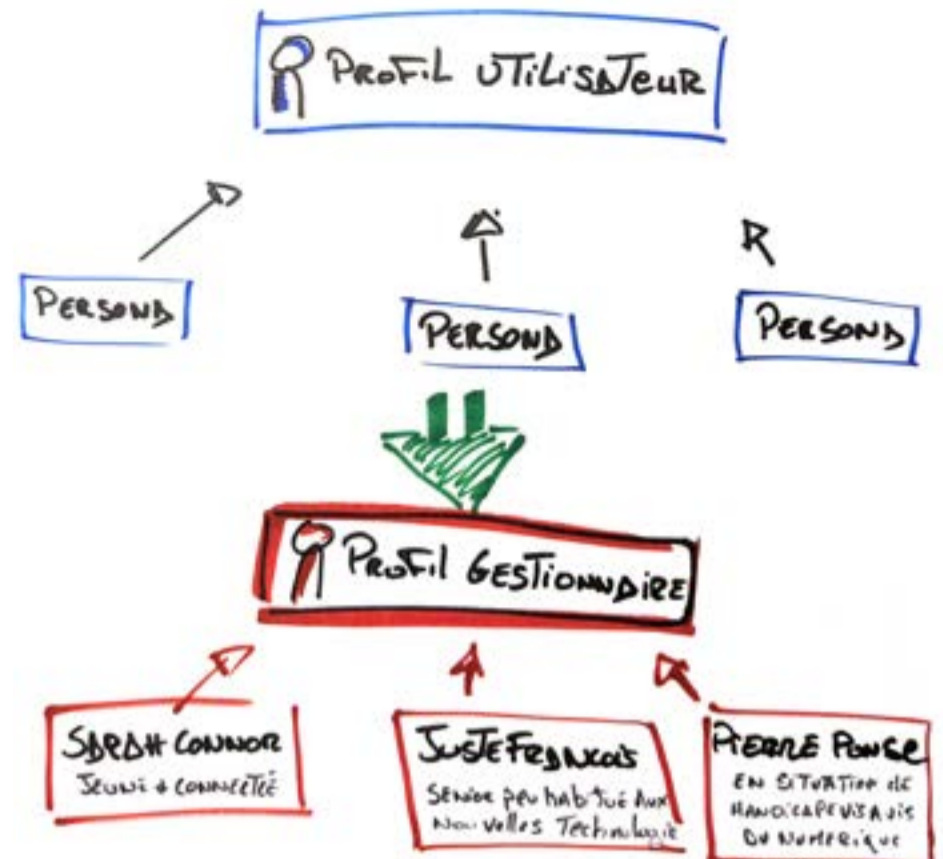 PROFIL UTILISATEUR
PERSONA
PERSONA
PERSONA
PROFIL GESTIONNAIRE
SARAH CONNOR
JEUNE + CONNECTÉE
JUSTE FRANCOIS
SENIOR peu habitué aux
Nouvelles Technologie
PIERRE PONCE
EN SITUATION de
HANDICAPE VIS A VIS
DU NUMERIQUE